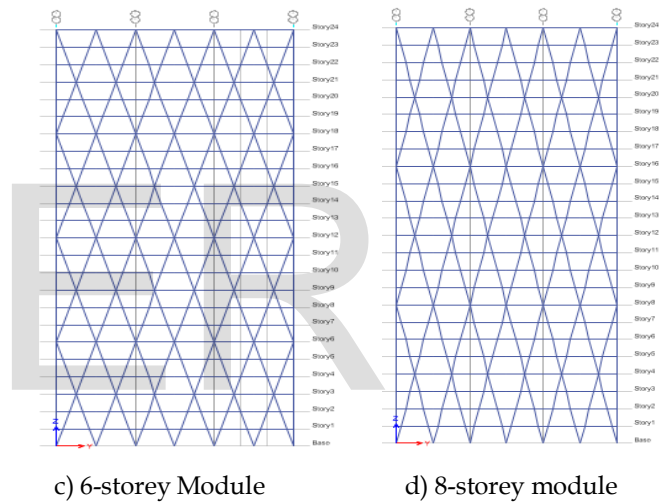 Story24
Story23
Story22
Story21
Story20
Story19
Story18
Story17
Story16
Story15
Story14
Story13
Story12
Story11
Story10
Story9
Story8
Story7
Story6
Story5
Story4
Story3
Story2
Story1
Base
Z
Y
Story24
Story23
Story22
Story21
Story20
Story19
Story18
Story17
Story16
Story15
Story14
Story13
Story12
Story11
Story10
Story9
Story8
Story7
Story6
Story5
Story4
Story3
Story2
Story1
Base
Z
Y
ER
c) 6-storey Module
d) 8-storey module